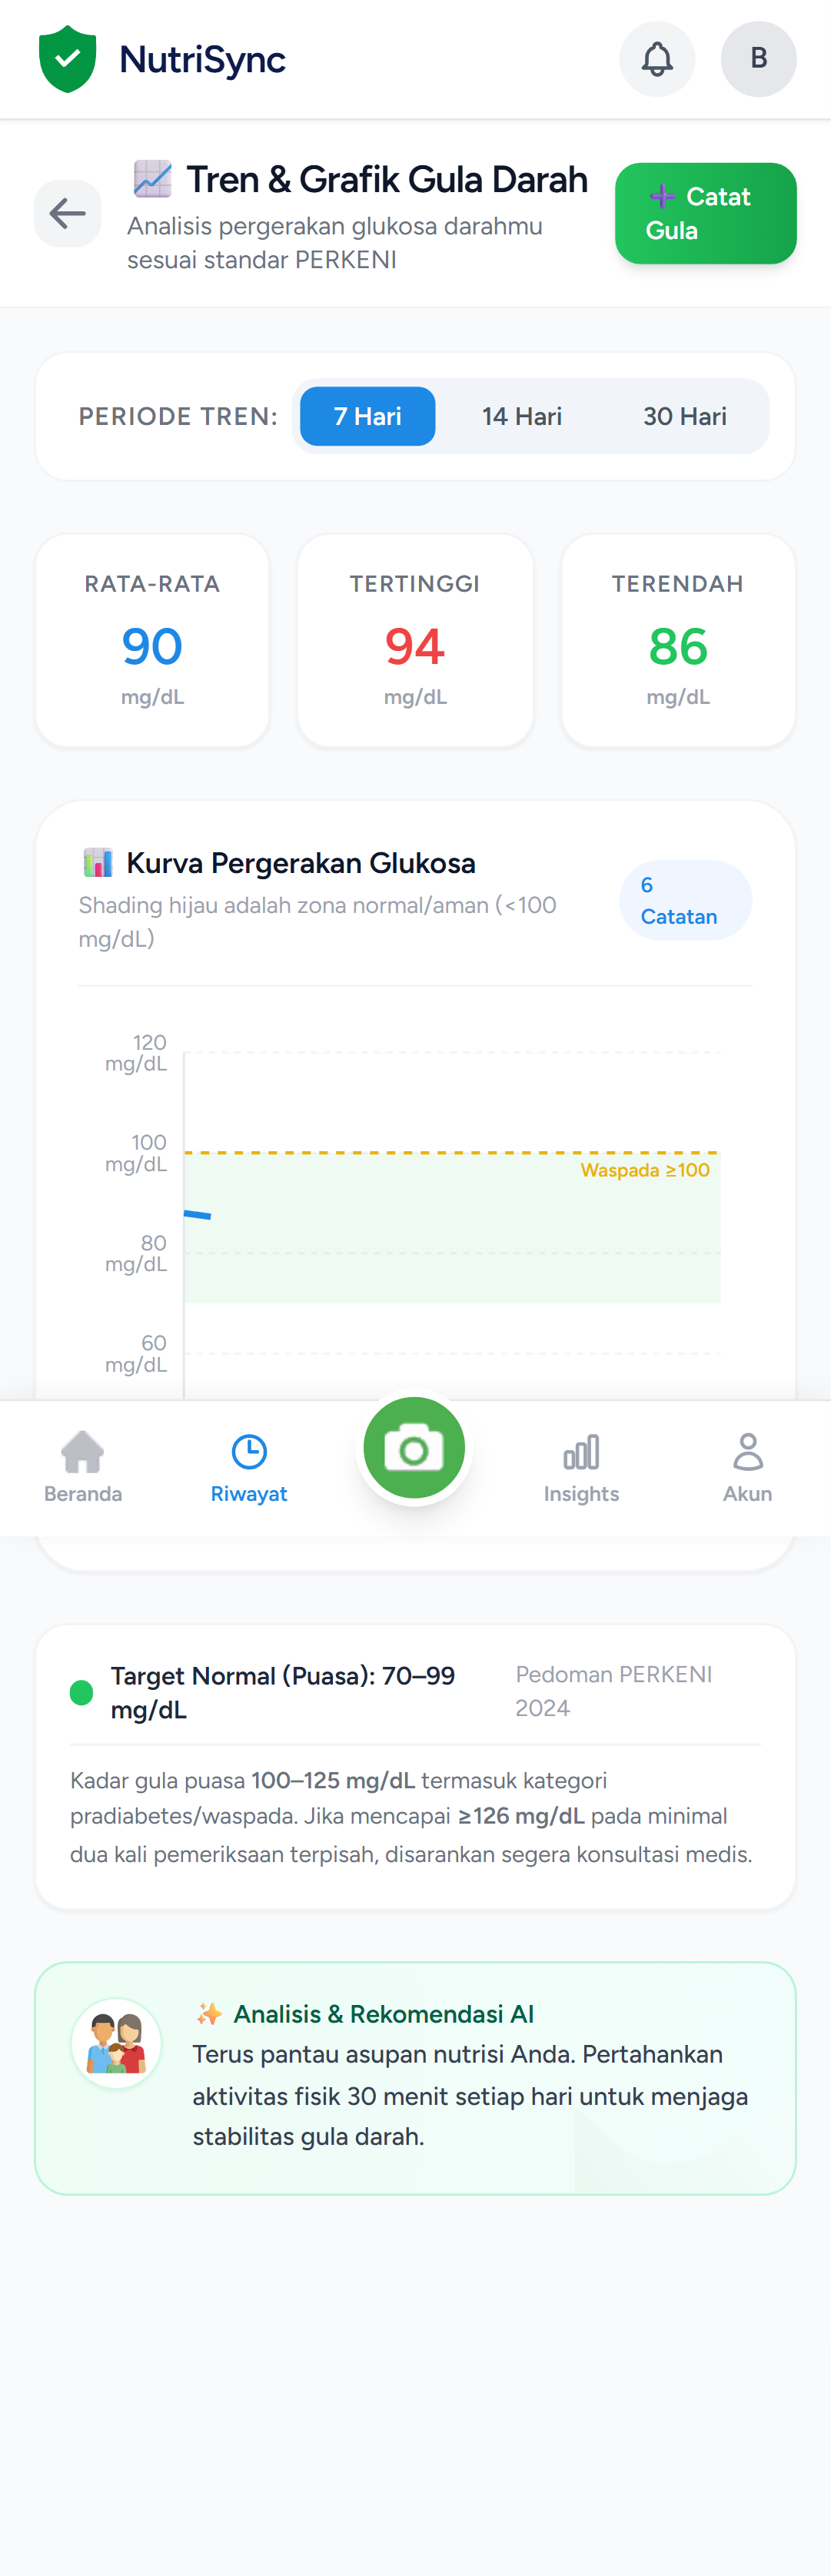 NutriSync
B
Tren & Grafik Gula Darah
Analisis pergerakan glukosa darahmu
sesuai standar PERKENI
Catat
Gula
PERIODE TREN:
7 Hari
14 Hari
30 Hari
RATA-RATA
TERTINGGI
TERENDAH
90
94
86
mg/dL
mg/dL
mg/dL
Kurva Pergerakan Glukosa
Shading hijau adalah zona normal/aman (<100
mg/dL)
6
Catatan
120
mg/dL
100
mg/dL
Waspada ≥100
80
mg/dL
60
mg/dL
Beranda
Riwayat
Insights
Akun
Target Normal (Puasa): 70–99
mg/dL
Pedoman PERKENI
2024
Kadar gula puasa 100–125 mg/dL termasuk kategori
pradiabetes/waspada. Jika mencapai ≥126 mg/dL pada minimal
dua kali pemeriksaan terpisah, disarankan segera konsultasi medis.
Analisis & Rekomendasi AI
Terus pantau asupan nutrisi Anda. Pertahankan
aktivitas fisik 30 menit setiap hari untuk menjaga
stabilitas gula darah.